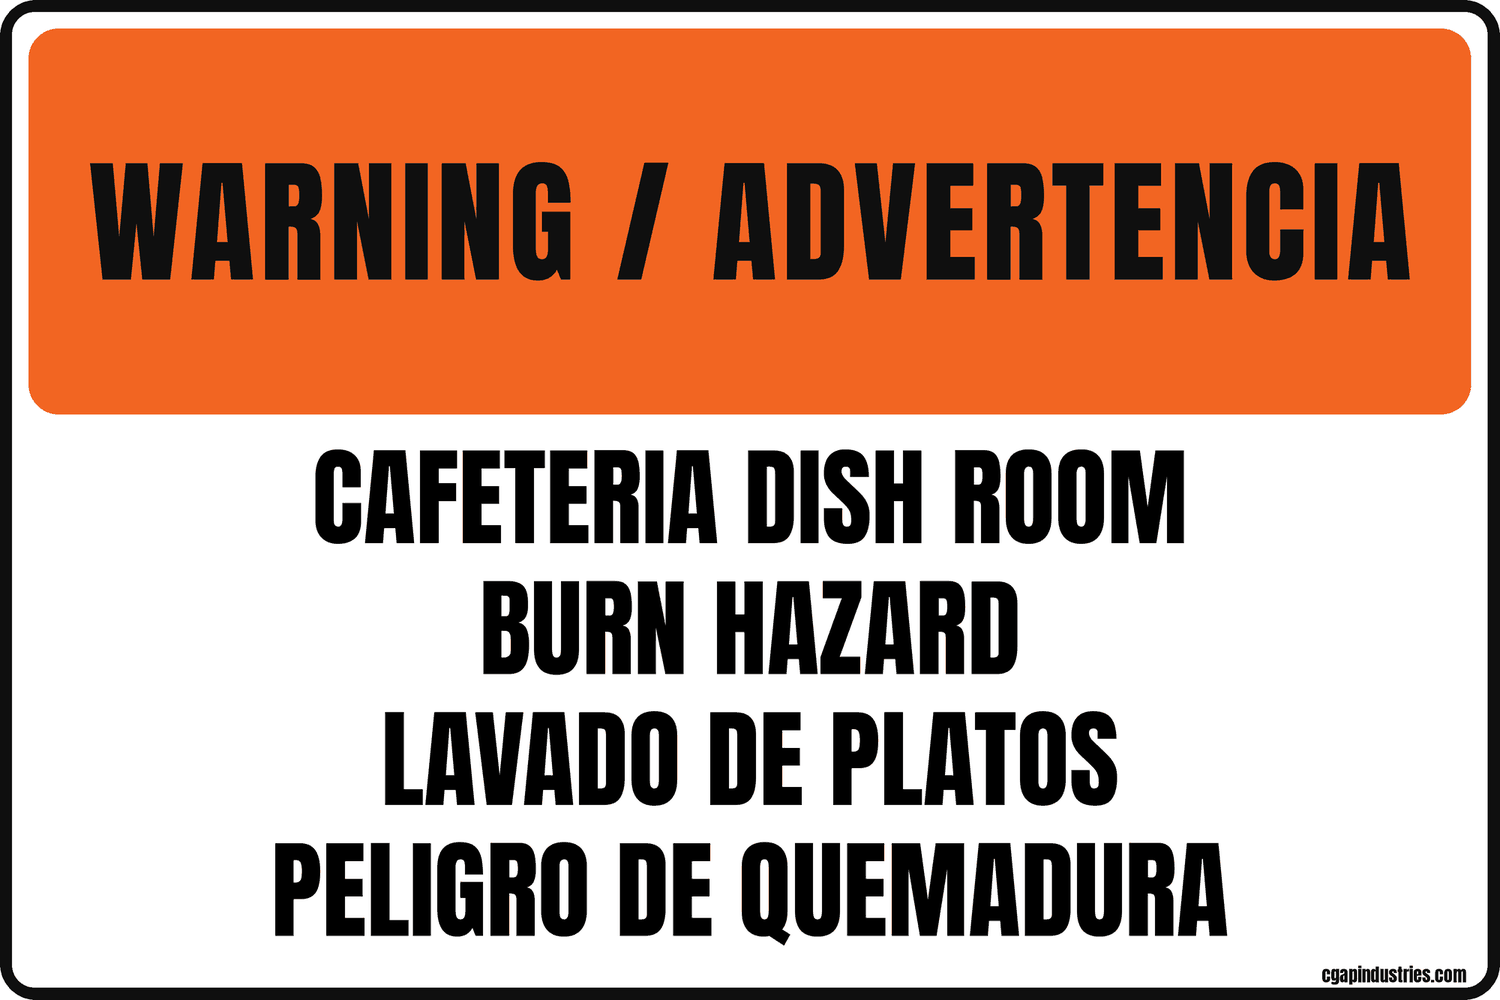 WARNING / ADVERTENCIA
CAFETERIA DISH ROOM
BURN HAZARD
LAVADO DE PLATOS
PELIGRO DE QUEMADURA
cgapindustries.com